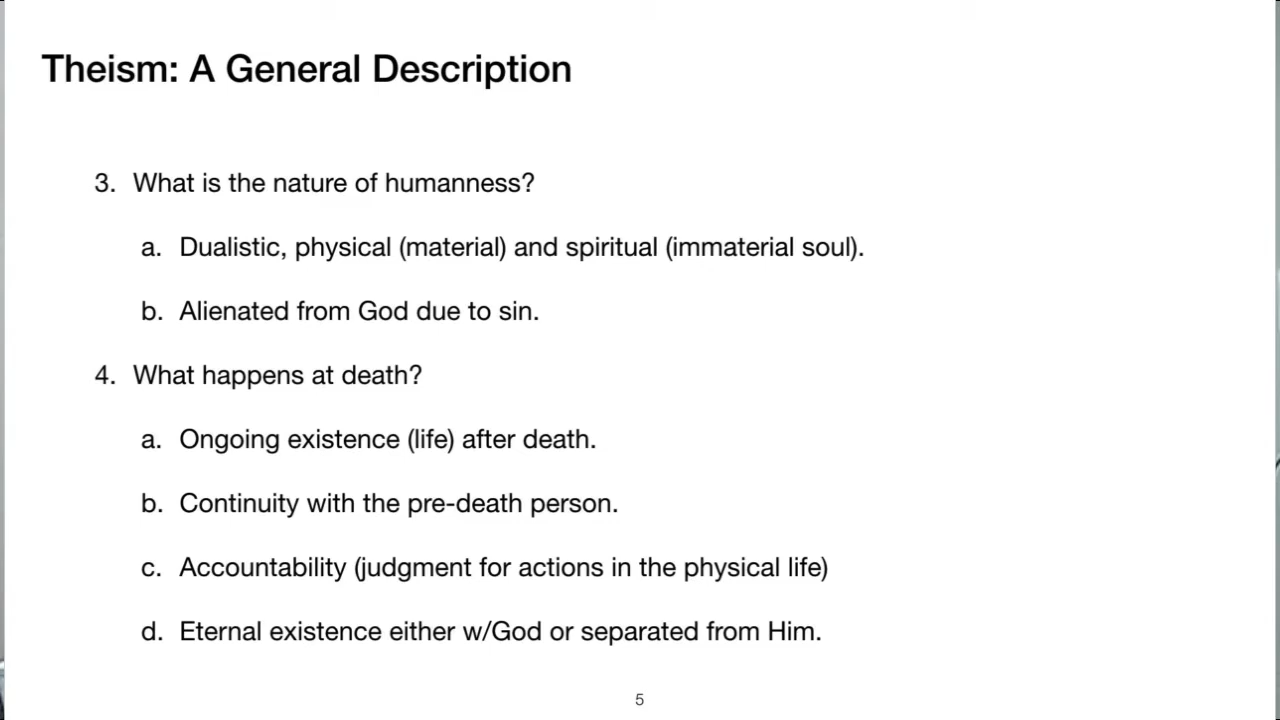 Theism: A General Description
3. What is the nature of humanness?
a. Dualistic, physical (material) and spiritual (immaterial soul).
b. Alienated from God due to sin.
4. What happens at death?
a. Ongoing existence (life) after death.
b. Continuity with the pre-death person.
c. Accountability (judgment for actions in the physical life)
d. Eternal existence either w/God or separated from Him.
5